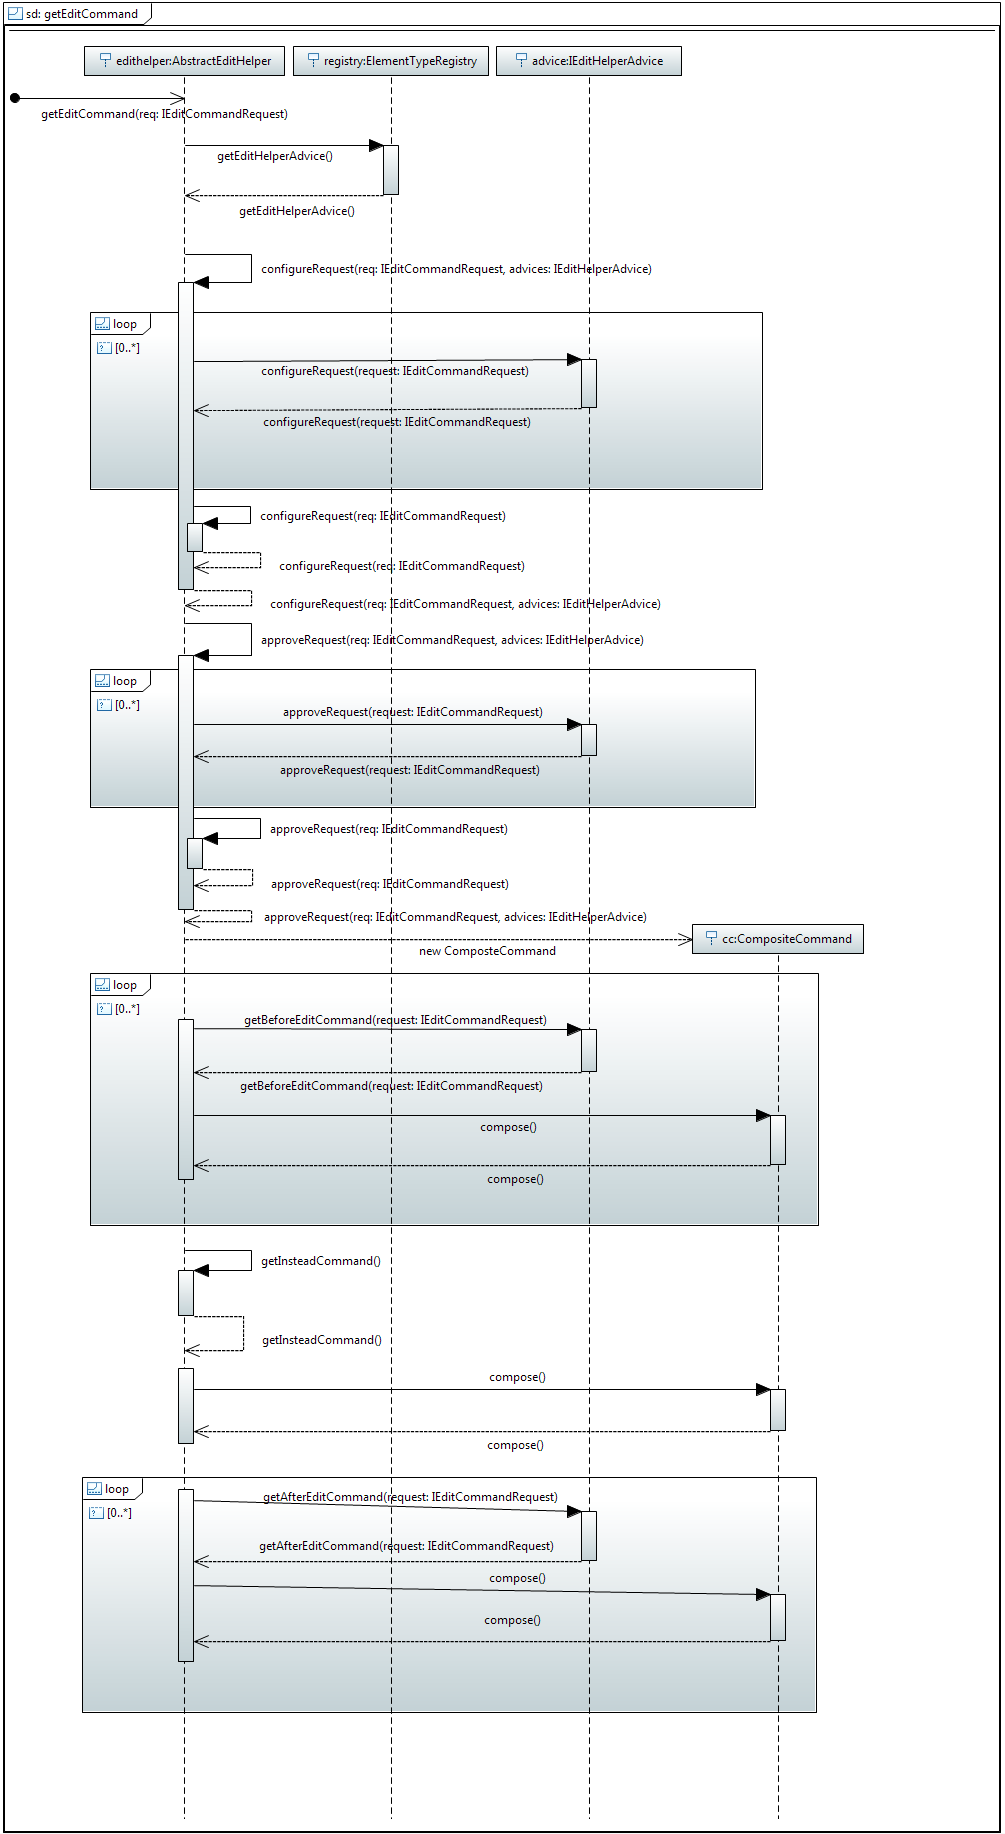 sd: getEditCommand
edithelper:AbstractEditHelper
registry:ElementTypeRegistry
advice:IEditHelperAdvice
getEditCommand(req: IEditCommandRequest)
getEditHelperAdvice()
getEditHelperAdvice()
configureRequest(req: IEditCommandRequest, advices: IEditHelperAdvice)
loop
[0..*]
configureRequest(request: IEditCommandRequest)
configureRequest(request: IEditCommandRequest)
configureRequest(req: IEditCommandRequest)
configureRequest(req: IEditCommandRequest)
configureRequest(req: IEditCommandRequest, advices: IEditHelperAdvice)
approveRequest(req: IEditCommandRequest, advices: IEditHelperAdvice)
loop
[0..*]
approveRequest(request: IEditCommandRequest)
approveRequest(request: IEditCommandRequest)
approveRequest(req: IEditCommandRequest)
approveRequest(req: IEditCommandRequest)
approveRequest(req: IEditCommandRequest, advices: IEditHelperAdvice)
cc:CompositeCommand
new ComposteCommand
loop
[0..*]
getBeforeEditCommand(request: IEditCommandRequest)
getBeforeEditCommand(request: IEditCommandRequest)
compose()
compose()
getInsteadCommand()
getInsteadCommand()
compose()
compose()
loop
[0..*]
getAfterEditCommand(request: IEditCommandRequest)
getAfterEditCommand(request: IEditCommandRequest)
compose()
compose()